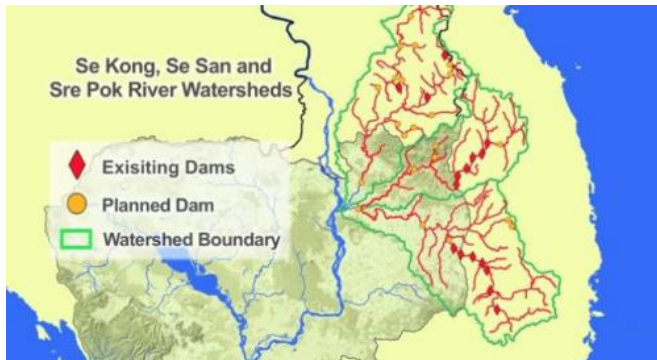 Se Kong, Se San and
Sre Pok River Watersheds
Exisiting Dams
Planned Dam
Watershed Boundary